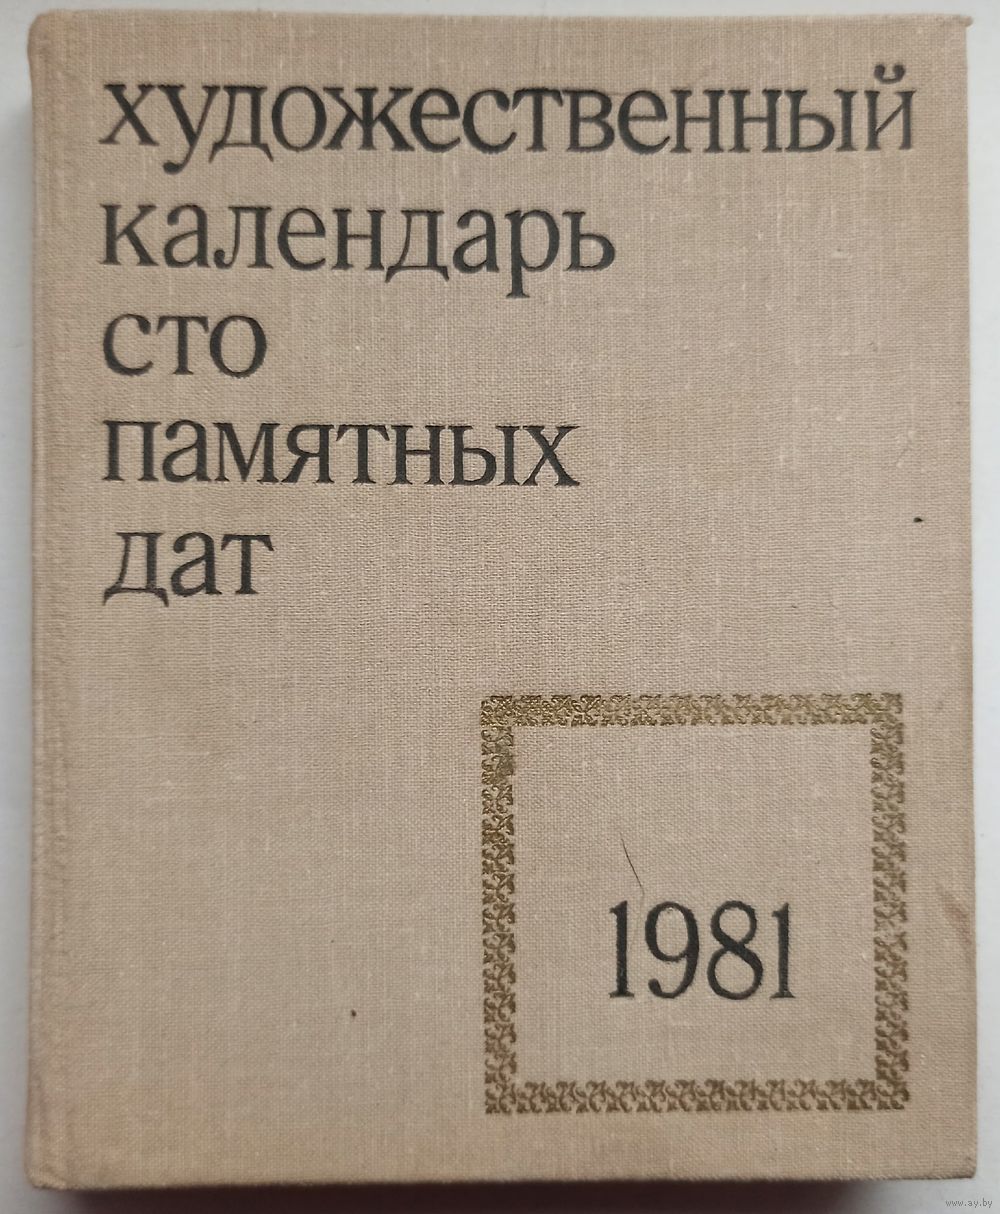 художественный
календарь
сто
памятных
дат
1981
www.ay.by